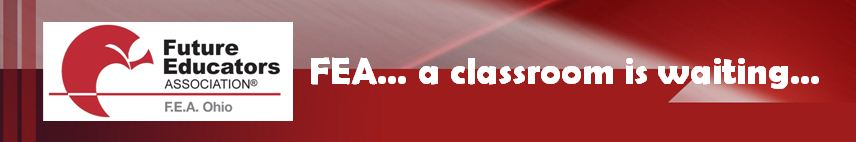 Future
Educators
ASSOCIATION®
F.E.A. Ohio
FEA... a classroom is waiting...